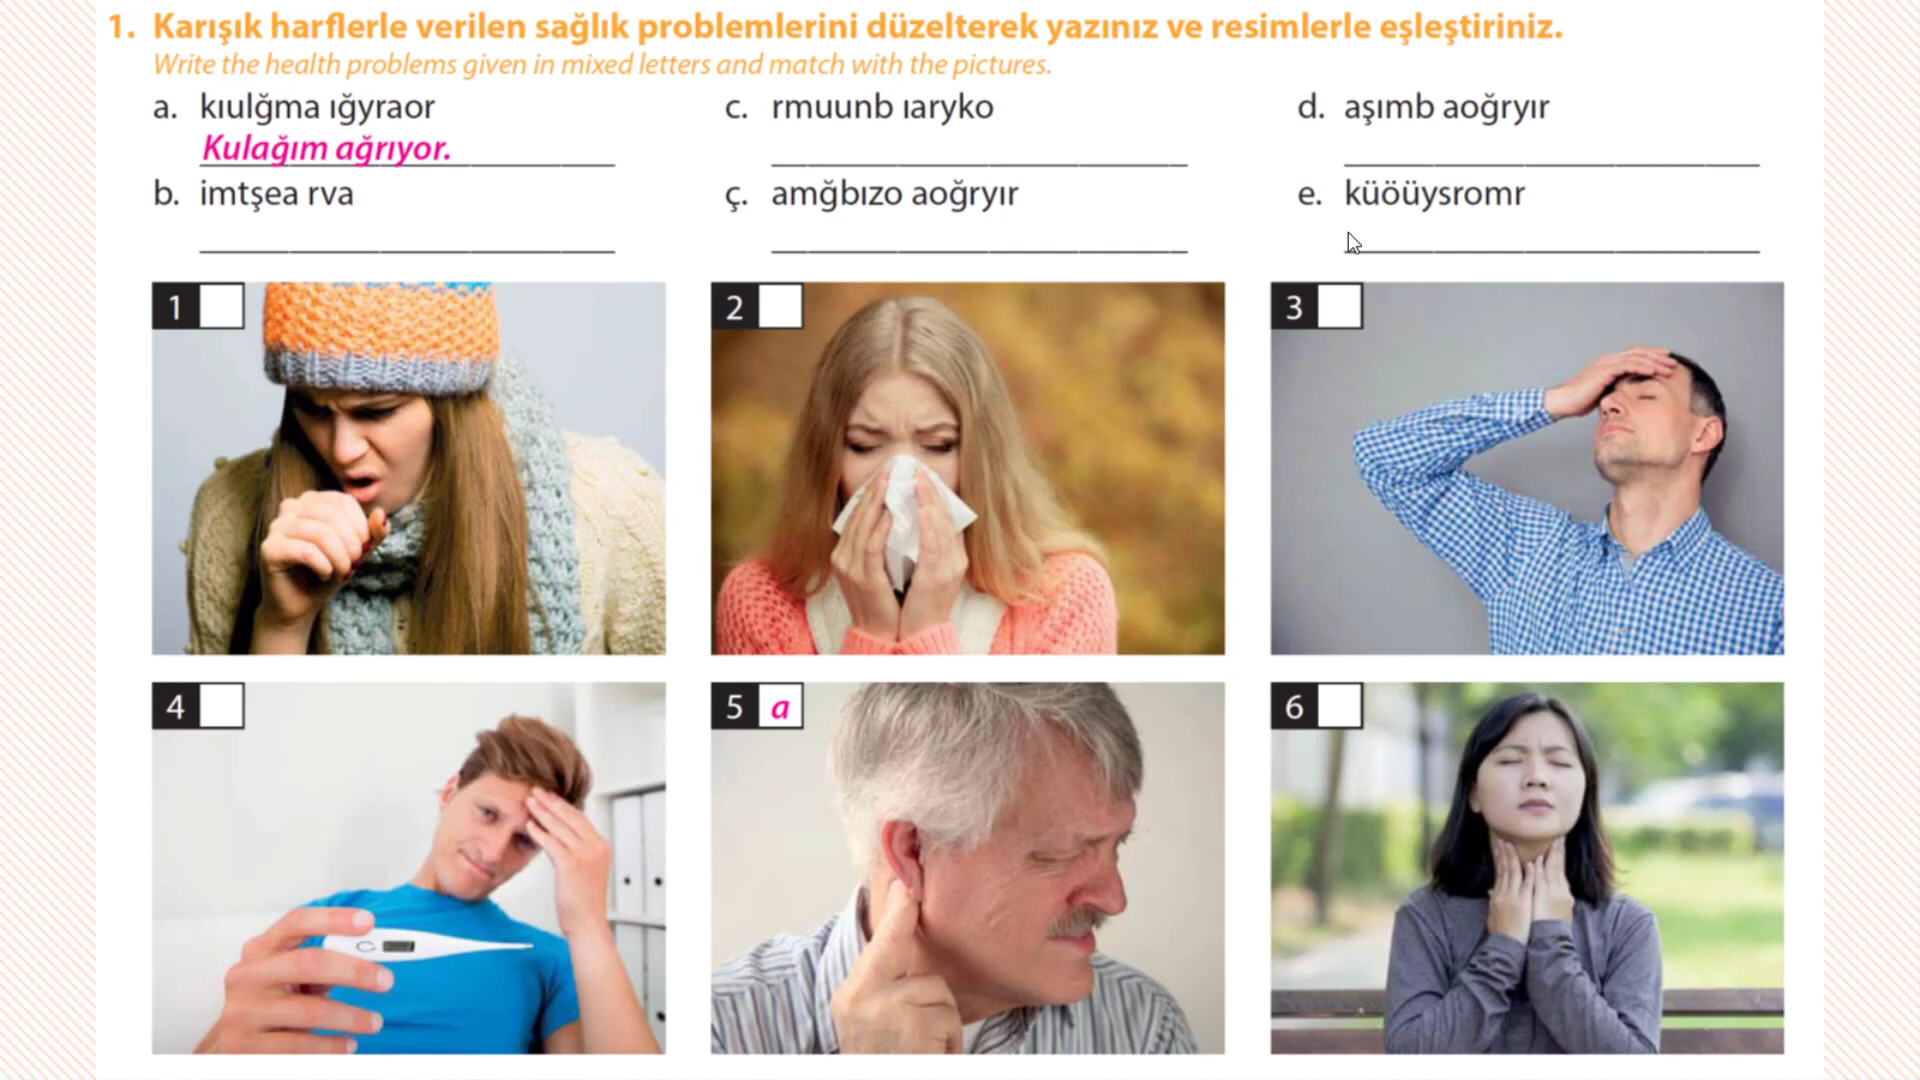 1. Karışık harflerle verilen sağlık problemlerini düzelterek yazınız ve resimlerle eşleştiriniz.
Write the health problems given in mixed letters and match with the pictures.
a. kıulğma ığyraor
Kulağım ağrıyor.
b. imtşea rva
c. rmuunb ıaryko
ç. amğbızo aoğryır
d. aşımb aoğryır
e. küöüysromr
1
2
3
4
5 a
6